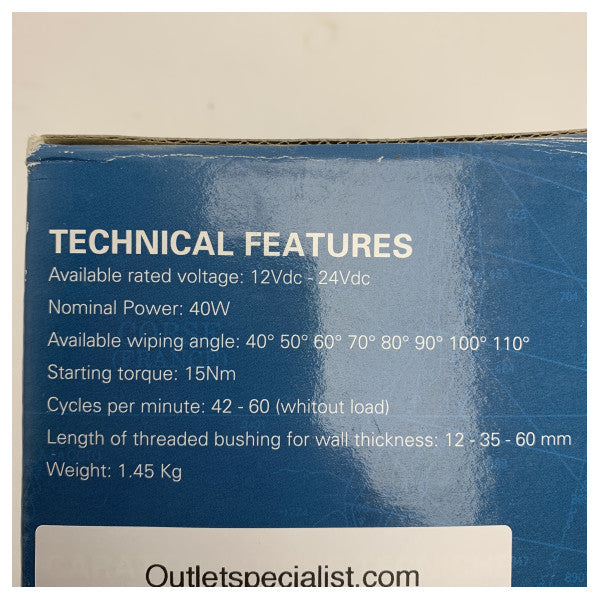 TECHNICAL FEATURES
Available rated voltage: 12Vdc - 24Vdc
Nominal Power: 40W
Available wiping angle: 40° 50° 60° 70° 80° 90° 100° 110°
Starting torque: 15Nm
Cycles per minute: 42 - 60 (whitout load)
Length of threaded bushing for wall thickness: 12 - 35 - 60 mm
Weight: 1.45 Kg
Outletspecialist.com